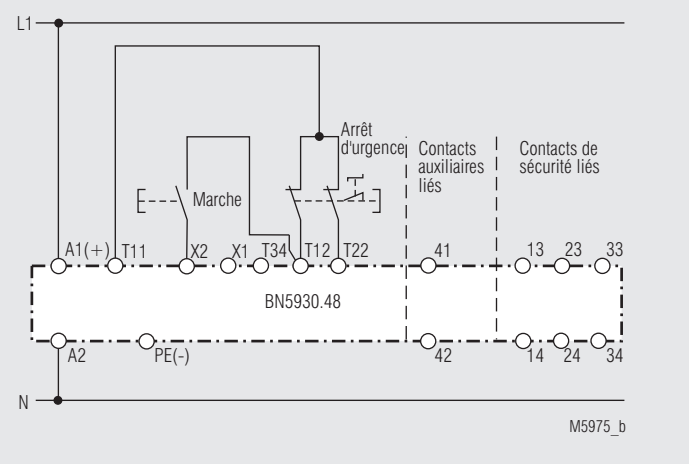 L1
Arrêt
d'urgence
Contacts
auxiliaires
liés
Contacts de
sécurité liés
Marche
A1(+) T11 X2 X1 T34 T12 T22 41 13 23 33
BN5930.48
A2 PE(-) 42 14 24 34
N
M5975_b